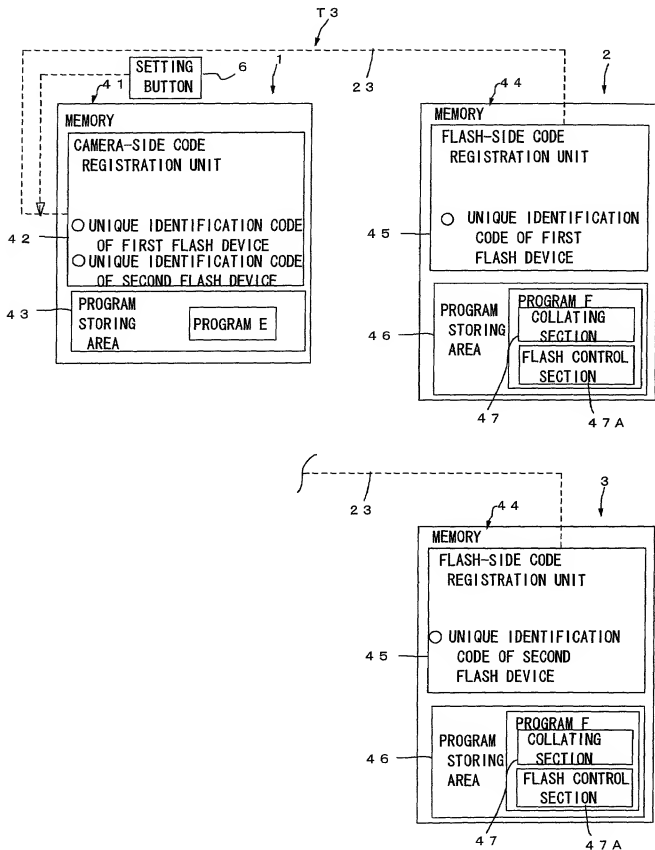 T3
SETTING
BUTTON
6
1
23
2
41
44
MEMORY
CAMERA-SIDE CODE
REGISTRATION UNIT
UNIQUE IDENTIFICATION CODE
OF FIRST FLASH DEVICE
UNIQUE IDENTIFICATION CODE
OF SECOND FLASH DEVICE
42
PROGRAM
STORING
AREA
PROGRAM E
43
MEMORY
FLASH-SIDE CODE
REGISTRATION UNIT
UNIQUE IDENTIFICATION
CODE OF FIRST
FLASH DEVICE
45
PROGRAM
STORING
AREA
PROGRAM F
COLLATING
SECTION
FLASH CONTROL
SECTION
46
47
47A
23
3
44
MEMORY
FLASH-SIDE CODE
REGISTRATION UNIT
UNIQUE IDENTIFICATION
CODE OF SECOND
FLASH DEVICE
45
PROGRAM
STORING
AREA
PROGRAM F
COLLATING
SECTION
FLASH CONTROL
SECTION
46
47
47A